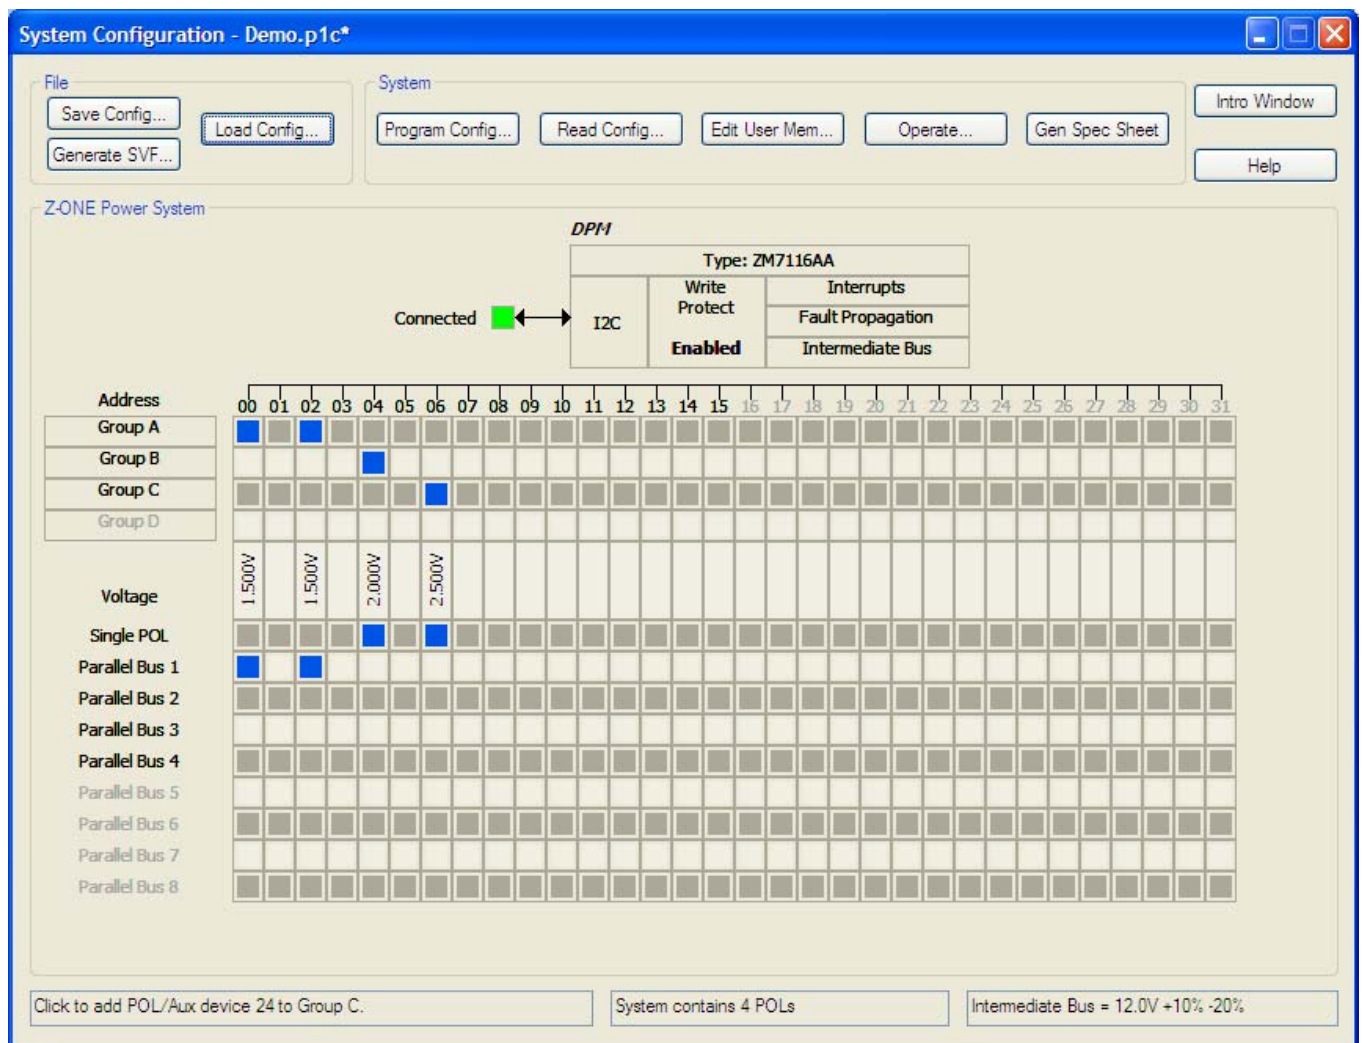 System Configuration - Demo.p1c*
File
System
Save Config...
Load Config...
Generate SVF...
Program Config...
Read Config...
Edit User Mem...
Operate...
Gen Spec Sheet
Intro Window
Help
Z-ONE Power System
DPM
Type: ZM7116AA
Connected
I2C
Write
Protect
Enabled
Interrupts
Fault Propagation
Intermediate Bus
Address 00 01 02 03 04 05 06 07 08 09 10 11 12 13 14 15 16 17 18 19 20 21 22 23 24 25 26 27 28 29 30 31
Group A
Group B
Group C
Group D
Voltage 1.500V 1.500V 2.000V 2.500V
Single POL
Parallel Bus 1
Parallel Bus 2
Parallel Bus 3
Parallel Bus 4
Parallel Bus 5
Parallel Bus 6
Parallel Bus 7
Parallel Bus 8
Click to add POL/Aux device 24 to Group C.
System contains 4 POLs
Intermediate Bus = 12.0V +10% -20%